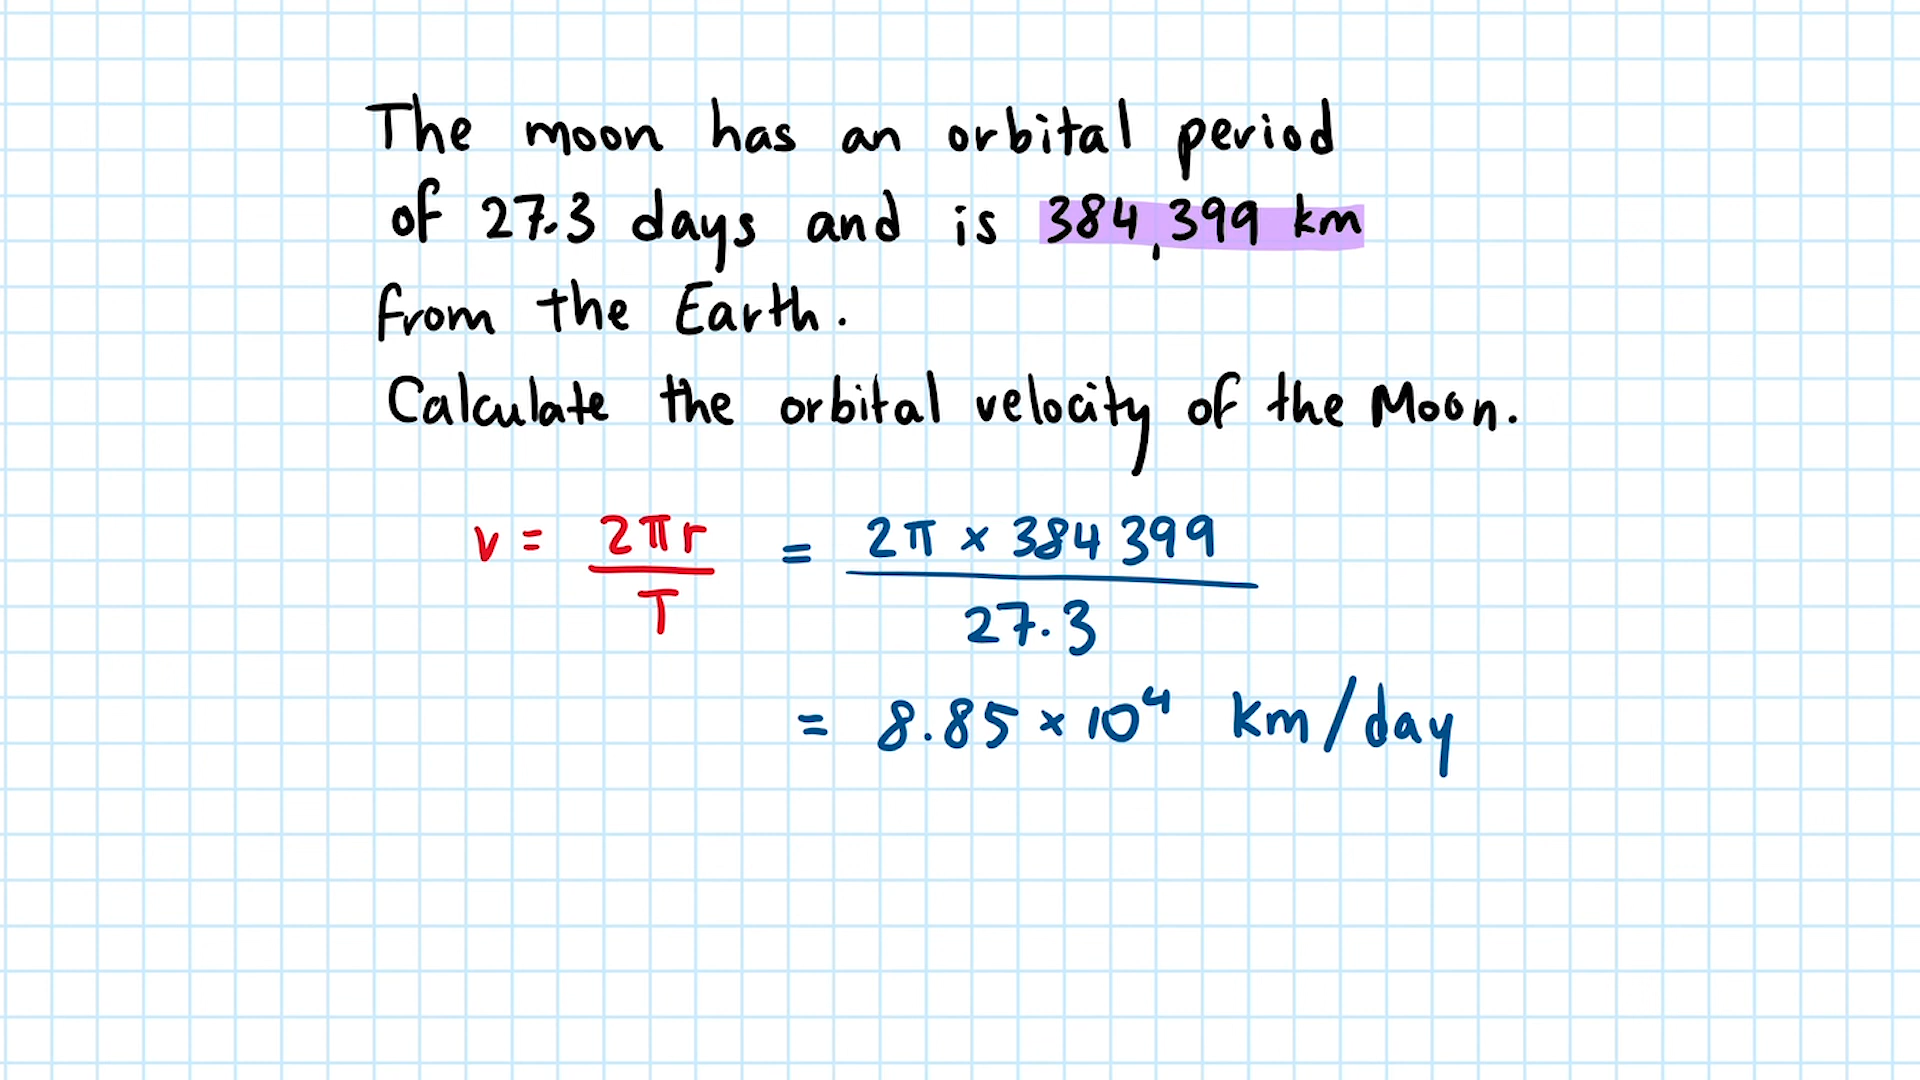 The moon has an orbital period
of 27.3 days and is 384,399 km
from the Earth.
Calculate the orbital velocity of the Moon.
v = 2πr / T = 2π × 384 399 / 27.3
= 8.85 × 10⁴ km/day